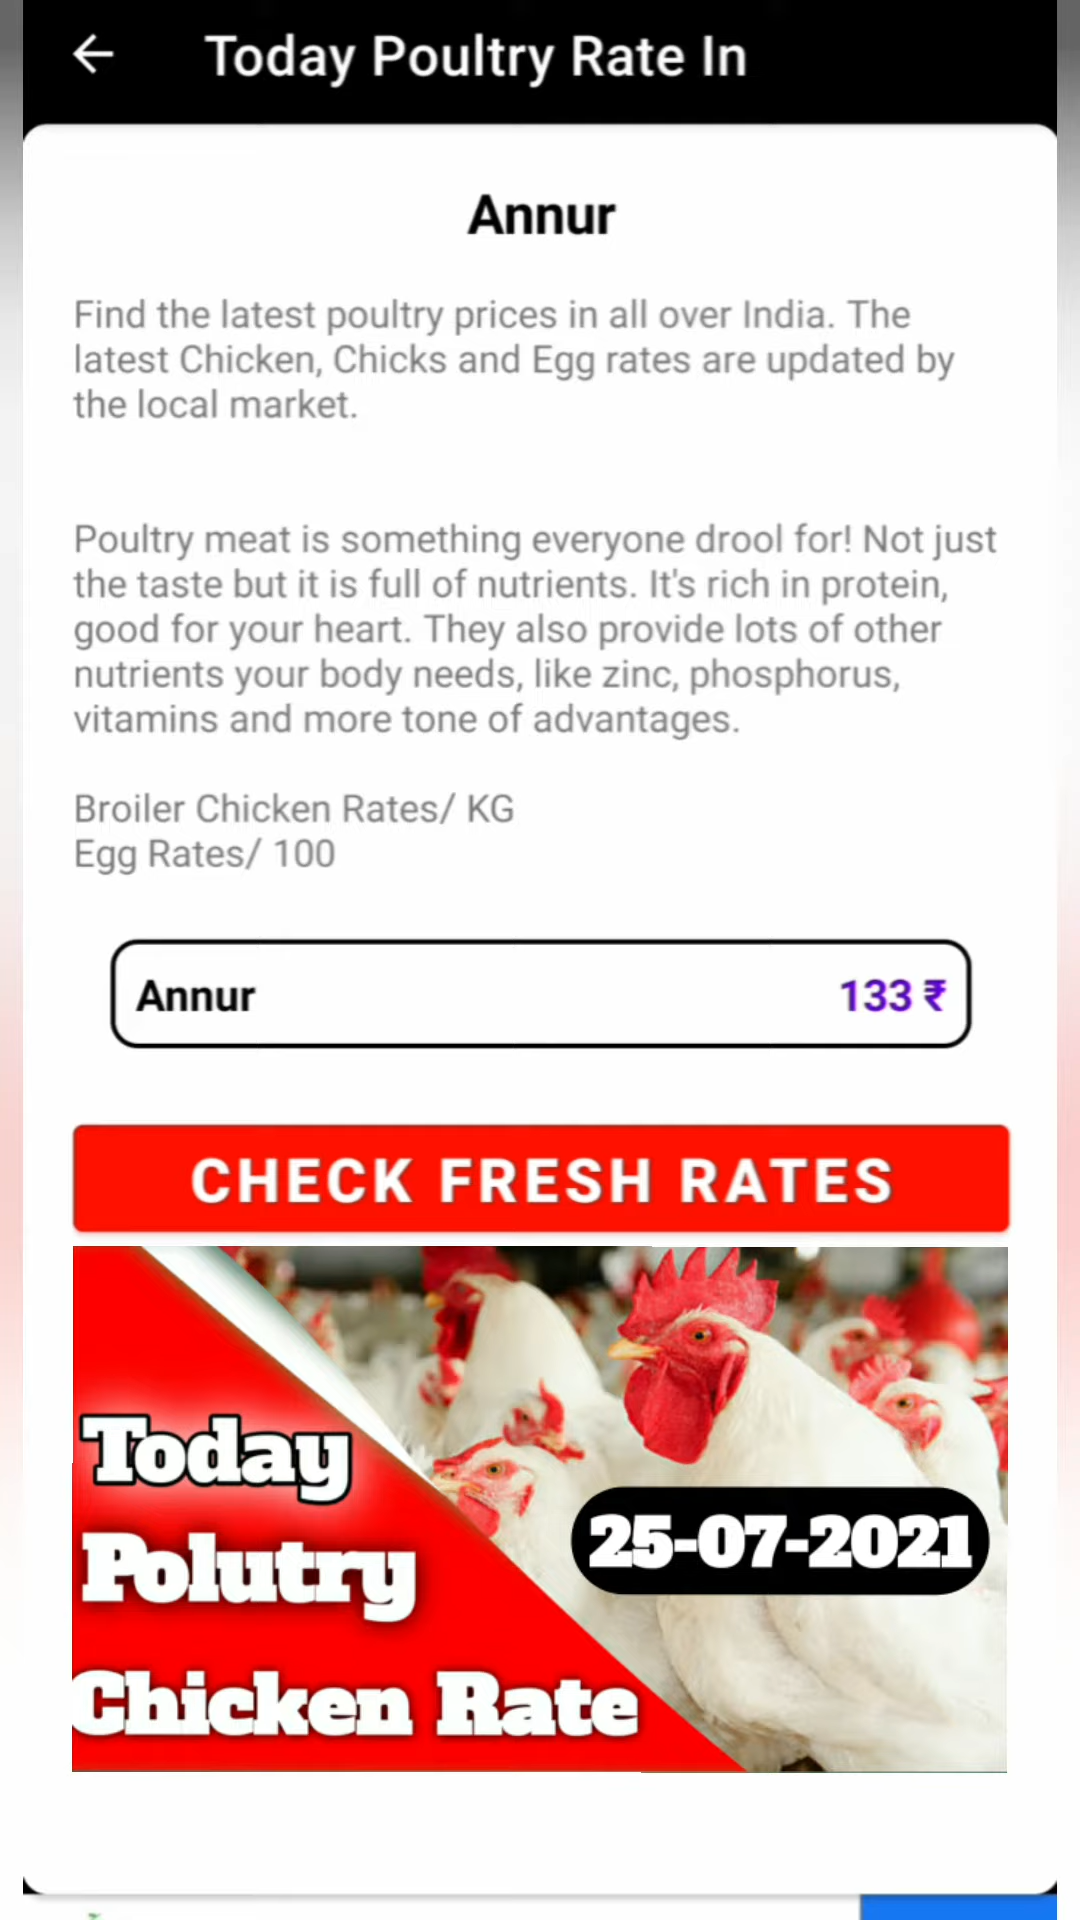 Today Poultry Rate In
Annur
Find the latest poultry prices in all over India. The
latest Chicken, Chicks and Egg rates are updated by
the local market.
Poultry meat is something everyone drool for! Not just
the taste but it is full of nutrients. It's rich in protein,
good for your heart. They also provide lots of other
nutrients your body needs, like zinc, phosphorus,
vitamins and more tone of advantages.
Broiler Chicken Rates/ KG
Egg Rates/ 100
Annur 133 ₹
CHECK FRESH RATES
Today
Polutry
Chicken Rate
25-07-2021